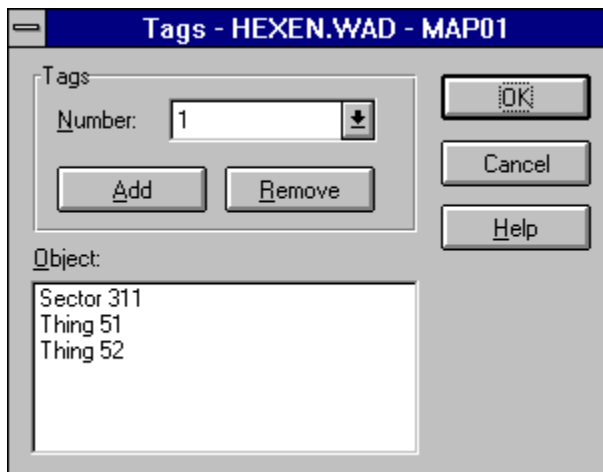 Tags - HEXEN.WAD - MAP01
Tags
Number: 1
Add Remove
OK
Cancel
Help
Object:
Sector 311
Thing 51
Thing 52